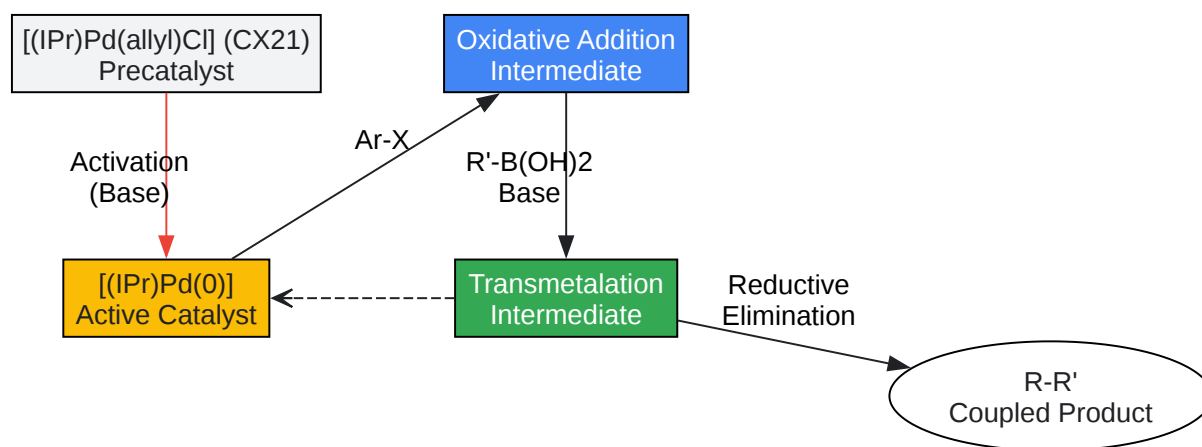 [(IPr)Pd(allyl)Cl] (CX21)
Precatalyst
Oxidative Addition
Intermediate
Ar-X
Activation
(Base)
R'-B(OH)2
Base
[(IPr)Pd(0)]
Active Catalyst
Transmetalation
Intermediate
Reductive
Elimination
R-R'
Coupled Product